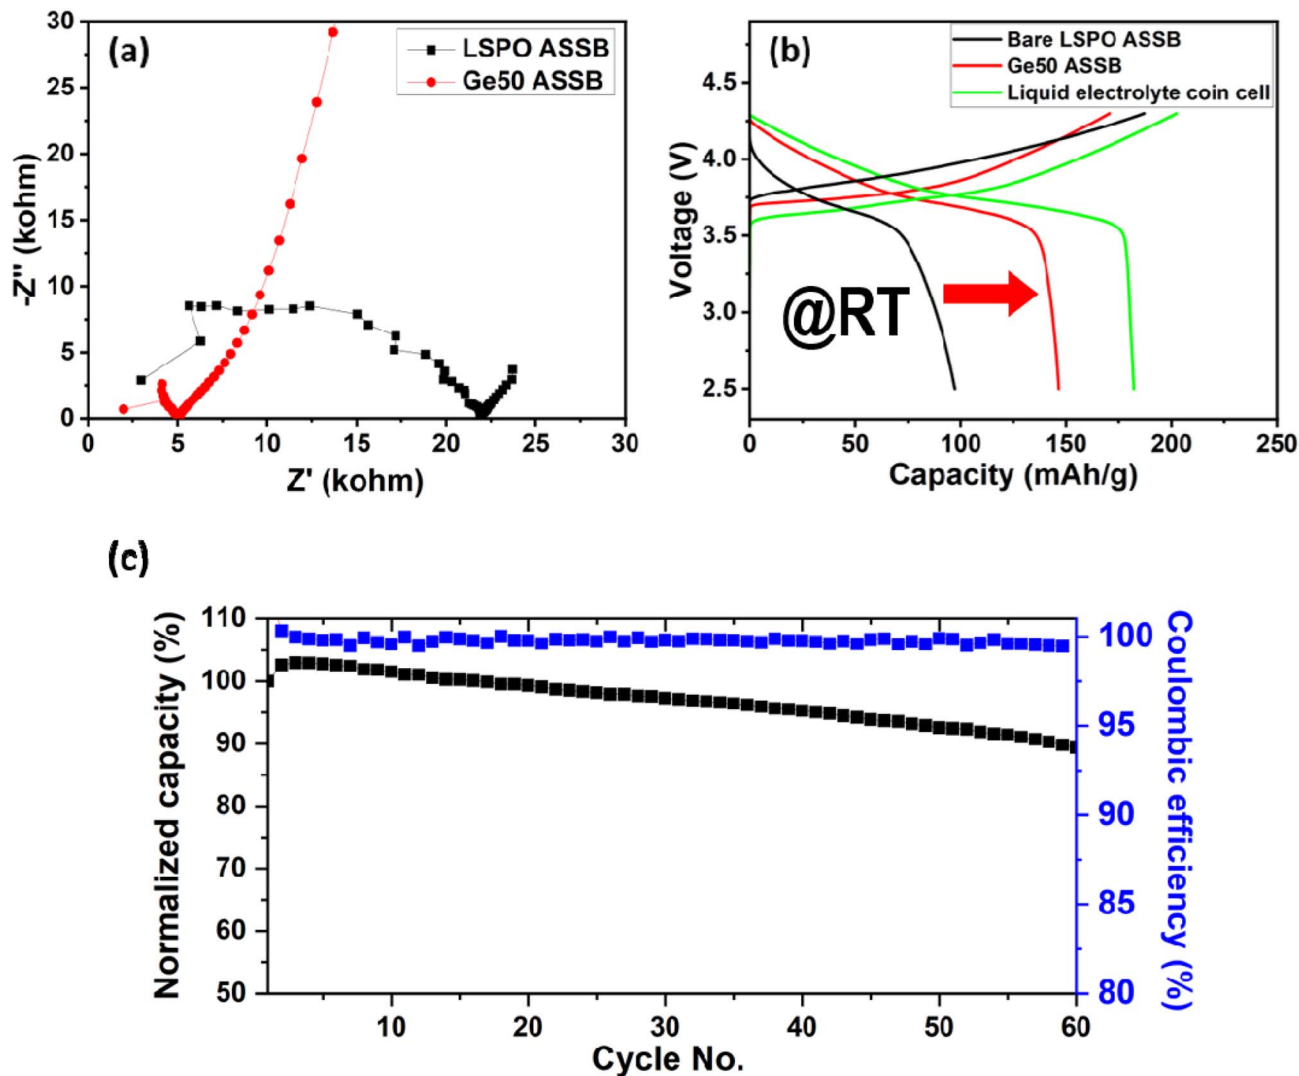 (a)
LSPO ASSB
Ge50 ASSB
30
25
20
15
10
5
0
-Z" (kohm)
0 5 10 15 20 25 30
Z' (kohm)
(b)
Bare LSPO ASSB
Ge50 ASSB
Liquid electrolyte coin cell
4.5
4.0
3.5
3.0
2.5
Voltage (V)
@RT
0 50 100 150 200 250
Capacity (mAh/g)
(c)
110
100
90
80
70
60
50
Normalized capacity (%)
100
95
90
85
80
Coulombic efficiency (%)
10 20 30 40 50 60
Cycle No.